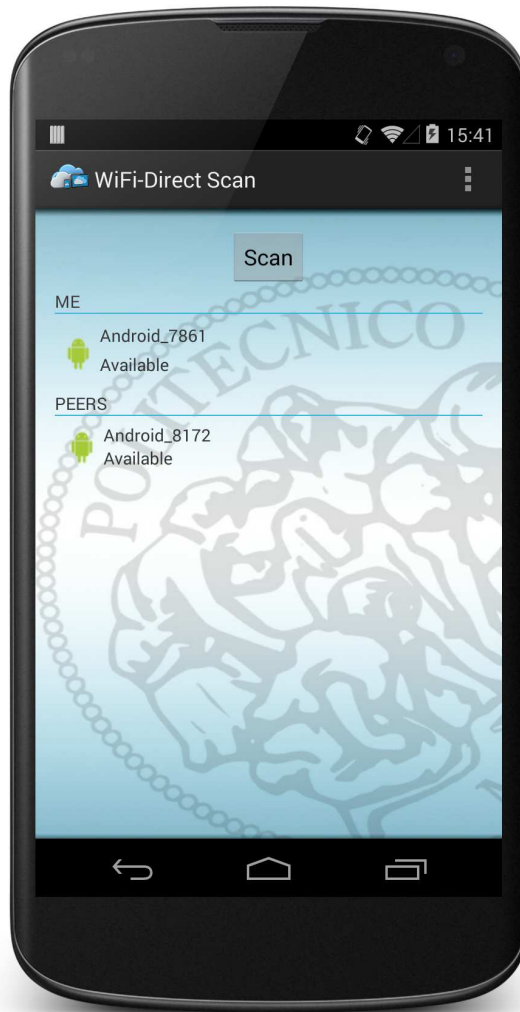 15:41
WiFi-Direct Scan
Scan
ME
Android_7861
Available
PEERS
Android_8172
Available
POLITECNICO